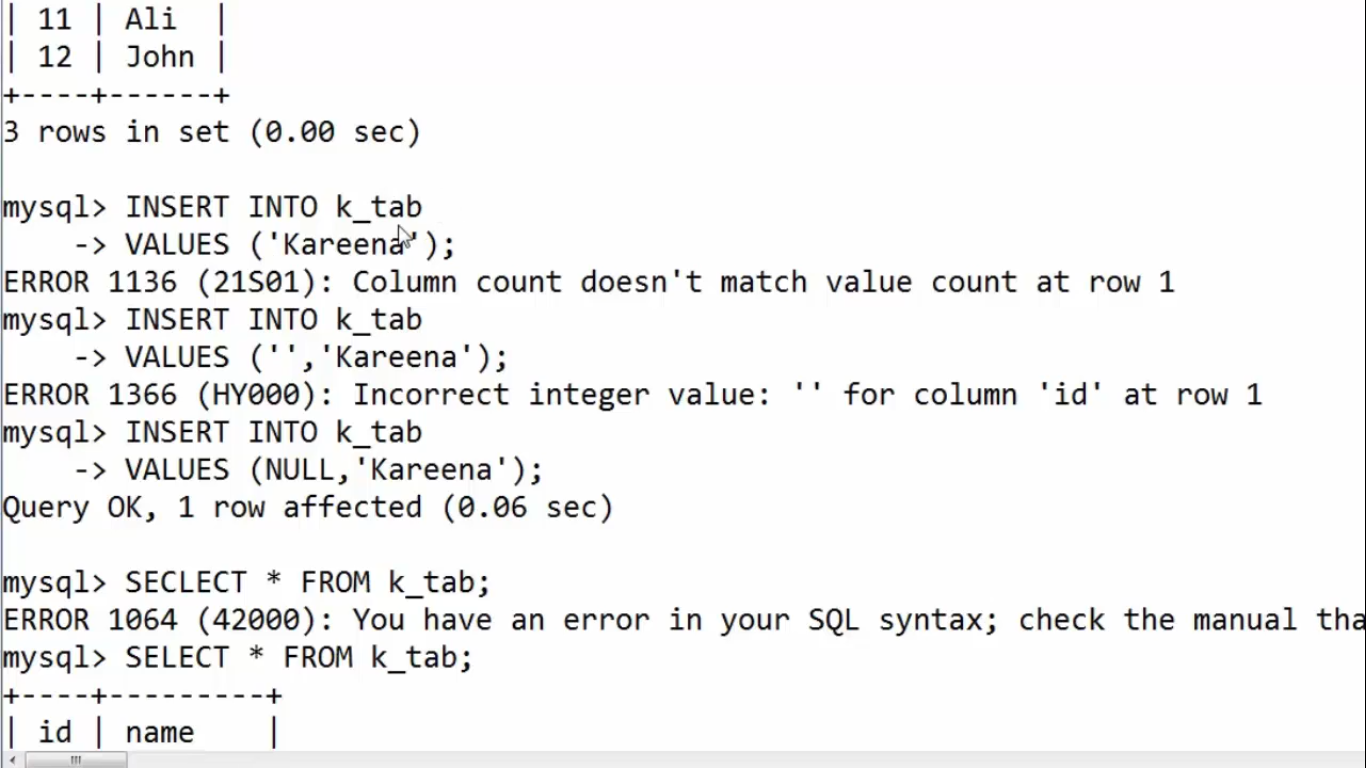 | 11 | Ali  |
| 12 | John |
+----+------+
3 rows in set (0.00 sec)
mysql> INSERT INTO k_tab
    -> VALUES ('Kareena');
ERROR 1136 (21S01): Column count doesn't match value count at row 1
mysql> INSERT INTO k_tab
    -> VALUES ('','Kareena');
ERROR 1366 (HY000): Incorrect integer value: '' for column 'id' at row 1
mysql> INSERT INTO k_tab
    -> VALUES (NULL,'Kareena');
Query OK, 1 row affected (0.06 sec)
mysql> SECLECT * FROM k_tab;
ERROR 1064 (42000): You have an error in your SQL syntax; check the manual tha
mysql> SELECT * FROM k_tab;
+----+---------+
| id | name    |